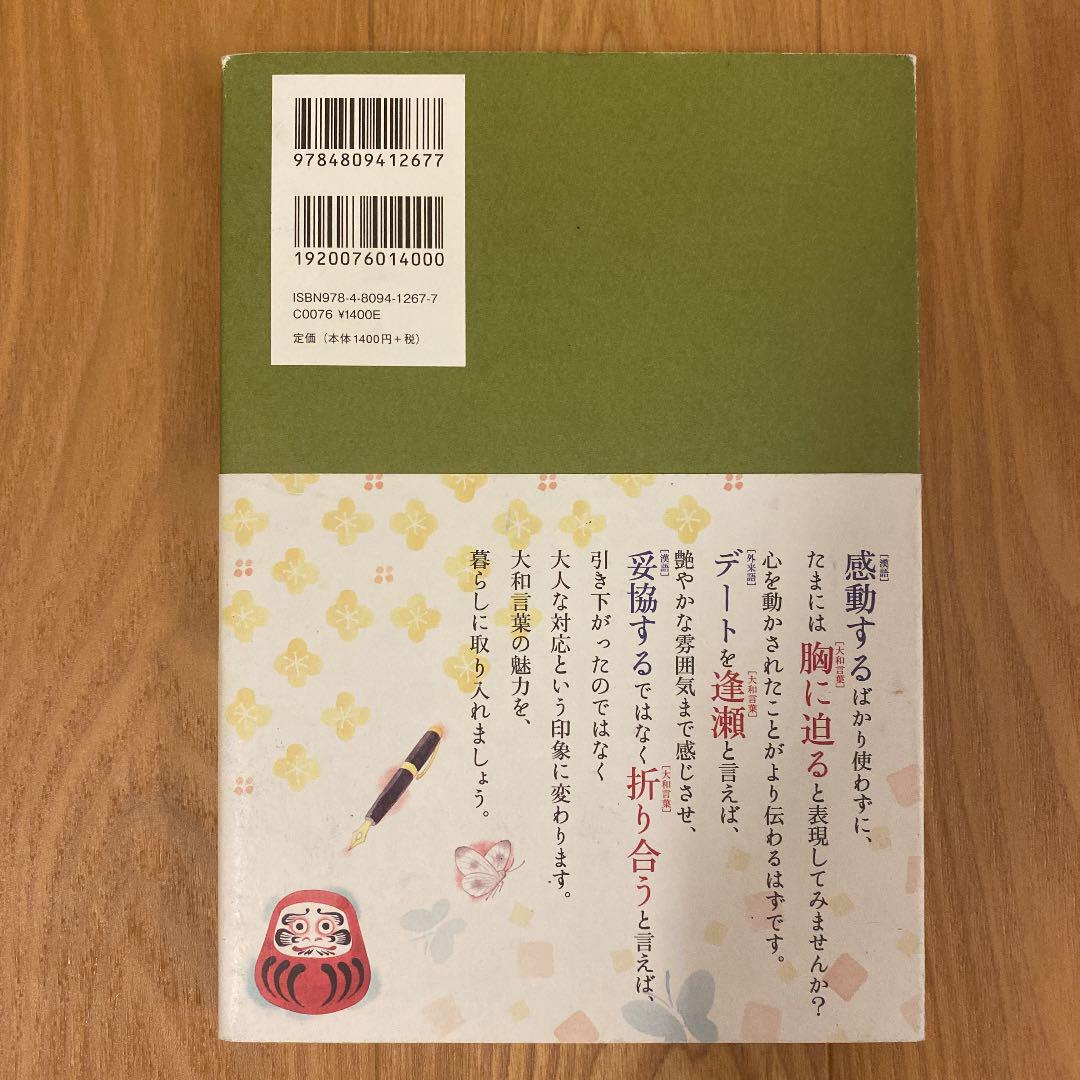 9784809412677
1920076014000
ISBN978-4-8094-1267-7
C0076 ¥1400E
定価（本体1400円＋税）
［漢語］
感動するばかり使わずに、
［大和言葉］
たまには胸に迫ると表現してみませんか？
心を動かされたことがより伝わるはずです。
［外来語］［大和言葉］
デートを逢瀬と言えば、
艶やかな雰囲気まで感じさせ、
［漢語］［大和言葉］
妥協するではなく折り合うと言えば、
引き下がったのではなく
大人な対応という印象に変わります。
大和言葉の魅力を、
暮らしに取り入れましょう。